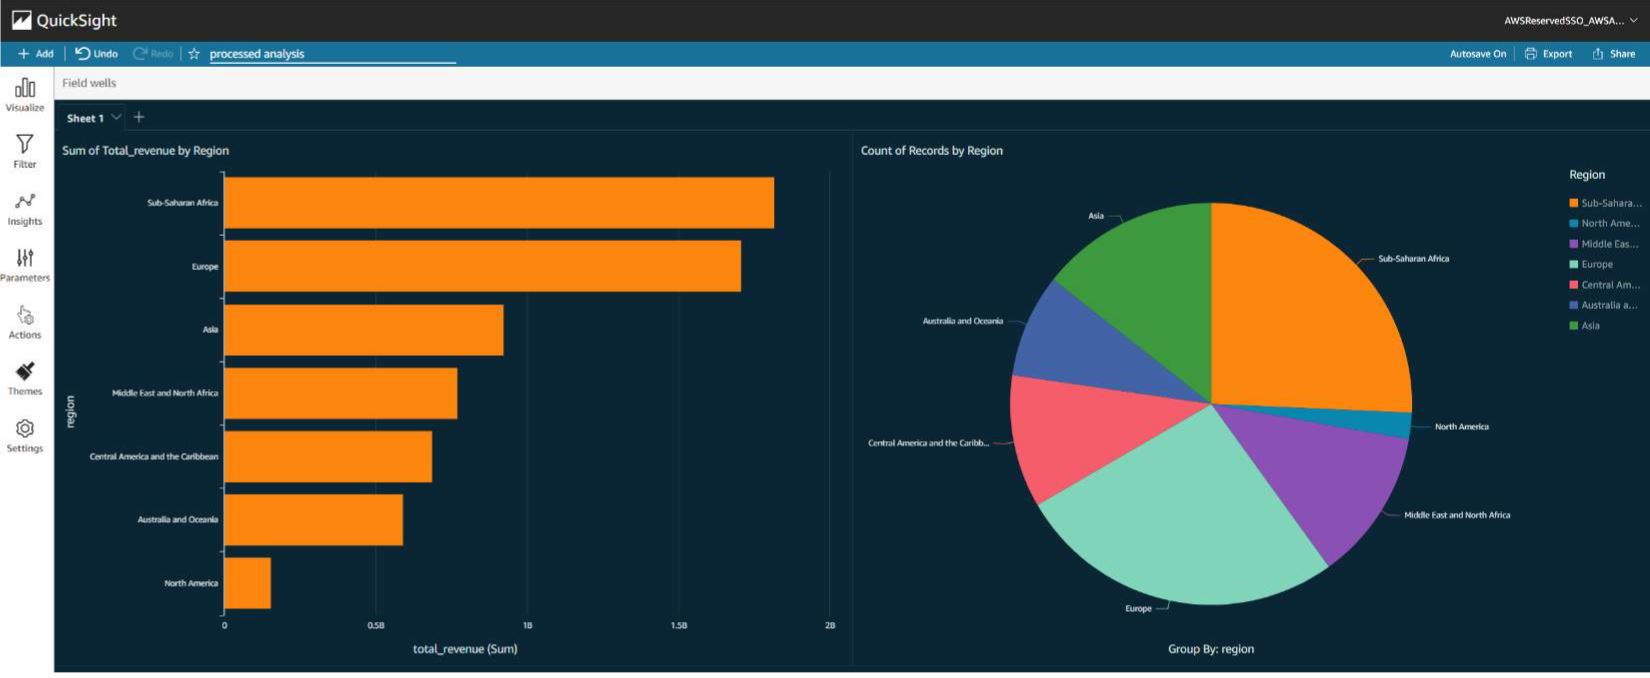 QuickSight
AWSReservedSSO_AWSA...
+ Add
Undo
Redo
processed analysis
Autosave On
Export
Share
Visualize
Filter
Insights
Parameters
Actions
Themes
Settings
Field wells
Sheet 1
+
Sum of Total_revenue by Region
Sub-Saharan Africa
Europe
Asia
Middle East and North Africa
Central America and the Caribbean
Australia and Oceania
North America
region
0
0.5B
1B
1.5B
2B
total_revenue (Sum)
Count of Records by Region
Asia
Sub-Saharan Africa
Australia and Oceania
North America
Central America and the Caribb...
Middle East and North Africa
Europe
Group By: region
Region
Sub-Sahara...
North Ame...
Middle Eas...
Europe
Central Am...
Australia a...
Asia